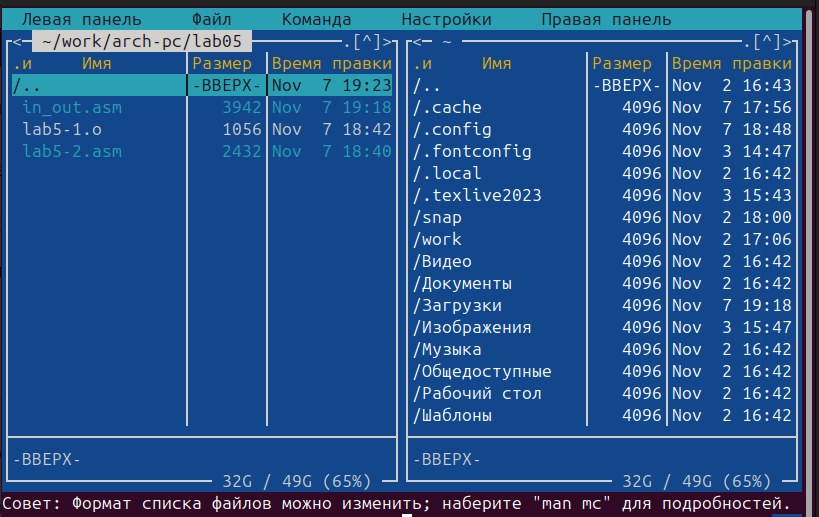 Левая панель Файл Команда Настройки Правая панель
<─ ~/work/arch-pc/lab05 ─.[^]>
.и Имя Размер Время правки
/.. -ВВЕРХ- Nov 7 19:23
in_out.asm 3942 Nov 7 19:18
lab5-1.o 1056 Nov 7 18:42
lab5-2.asm 2432 Nov 7 18:40
-ВВЕРХ-
32G / 49G (65%)
<─ ~ ─.[^]>
.и Имя Размер Время правки
/.. -ВВЕРХ- Nov 2 16:43
/.cache 4096 Nov 7 17:56
/.config 4096 Nov 7 18:48
/.fontconfig 4096 Nov 3 14:47
/.local 4096 Nov 2 16:42
/.texlive2023 4096 Nov 3 15:43
/snap 4096 Nov 2 18:00
/work 4096 Nov 2 17:06
/Видео 4096 Nov 2 16:42
/Документы 4096 Nov 2 16:42
/Загрузки 4096 Nov 7 19:18
/Изображения 4096 Nov 3 15:47
/Музыка 4096 Nov 2 16:42
/Общедоступные 4096 Nov 2 16:42
/Рабочий стол 4096 Nov 2 16:42
/Шаблоны 4096 Nov 2 16:42
-ВВЕРХ-
32G / 49G (65%)
Совет: Формат списка файлов можно изменить; наберите "man mc" для подробностей.